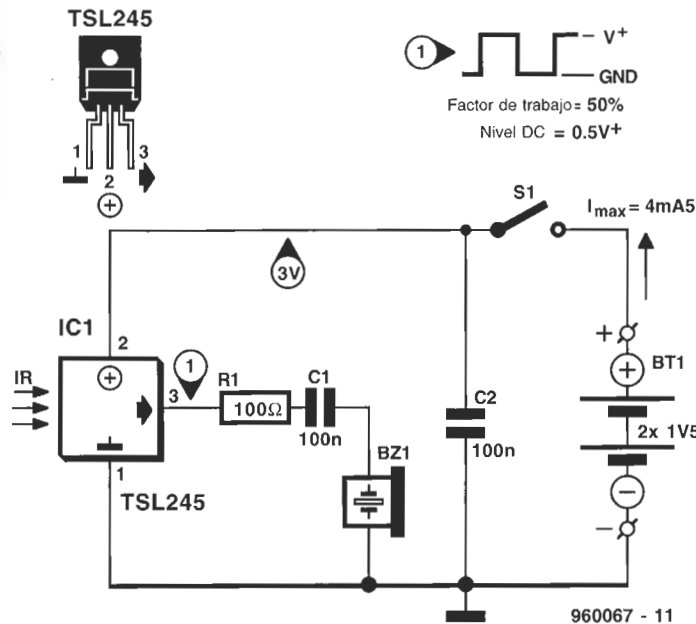 TSL245
1
2
3
1
V+
GND
Factor de trabajo = 50%
Nivel DC = 0.5V+
S1
Imax = 4mA5
3V
IC1
2
IR
1
3
R1
100Ω
C1
100n
BZ1
C2
100n
+
BT1
2x 1V5
−
1
TSL245
960067 - 11